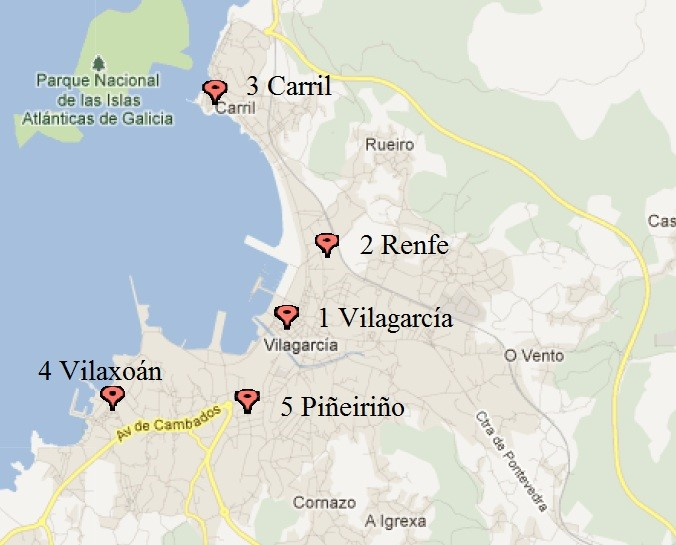 Parque Nacional
de las Islas
Atlánticas de Galicia
3 Carril
Carril
Rueiro
Cas
2 Renfe
1 Vilagarcía
Vilagarcía
O Vento
4 Vilaxoán
5 Piñeiriño
Av de Cambados
Ctra de Pontevedra
Cornazo
A Igrexa